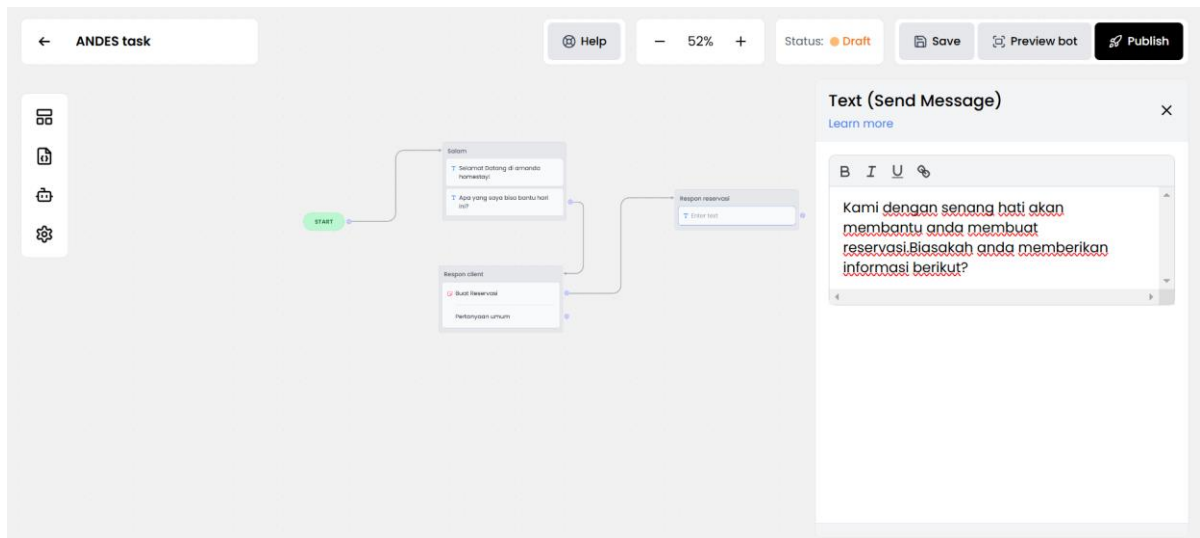 ANDES task
Help
52%
Status: Draft
Save
Preview bot
Publish
Text (Send Message)
Learn more
B I U
Kami dengan senang hati akan
membantu anda membuat
reservasi.Biasakah anda memberikan
informasi berikut?
START
Salam
T Selamat Datang di amanda
homestay!
T Apa yang saya bisa bantu hari
ini?
Respon client
Buat Reservasi
Pertanyaan umum
Respon reservasi
T Enter text